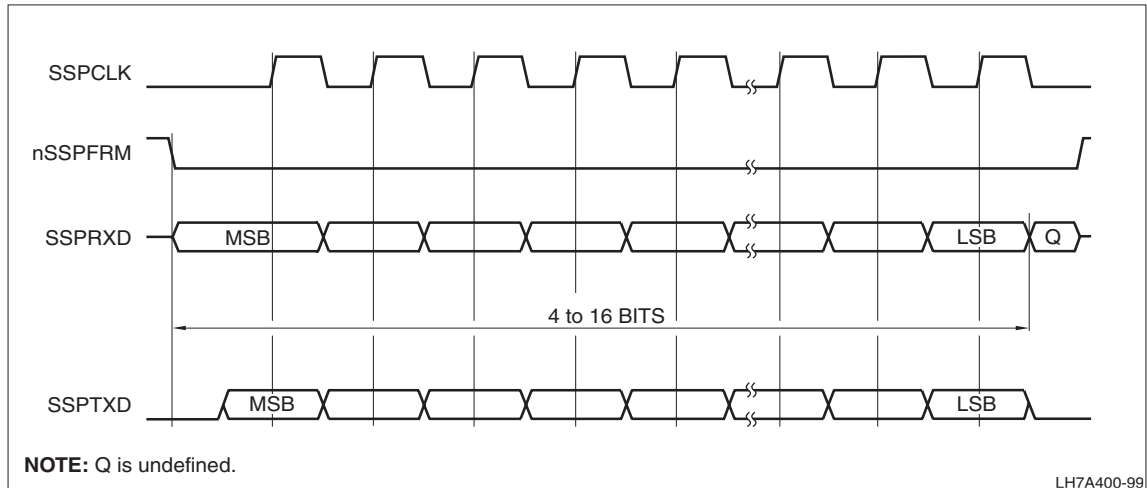 SSPCLK
nSSPFRM
SSPRXD
MSB
LSB
Q
4 to 16 BITS
SSPTXD
MSB
LSB
NOTE: Q is undefined.
LH7A400-99